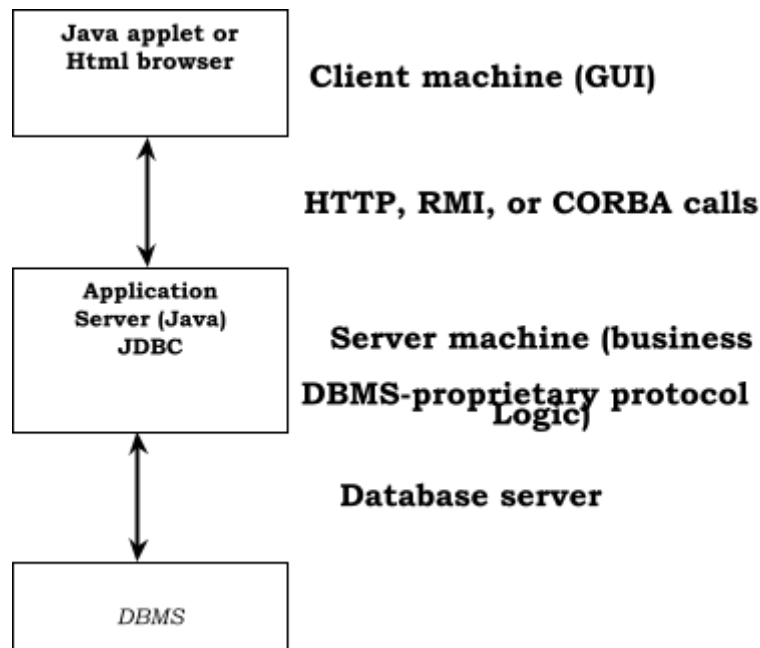 Java applet or
Html browser
Client machine (GUI)
HTTP, RMI, or CORBA calls
Application
Server (Java)
JDBC
Server machine (business
Logic)
DBMS-proprietary protocol
Database server
DBMS